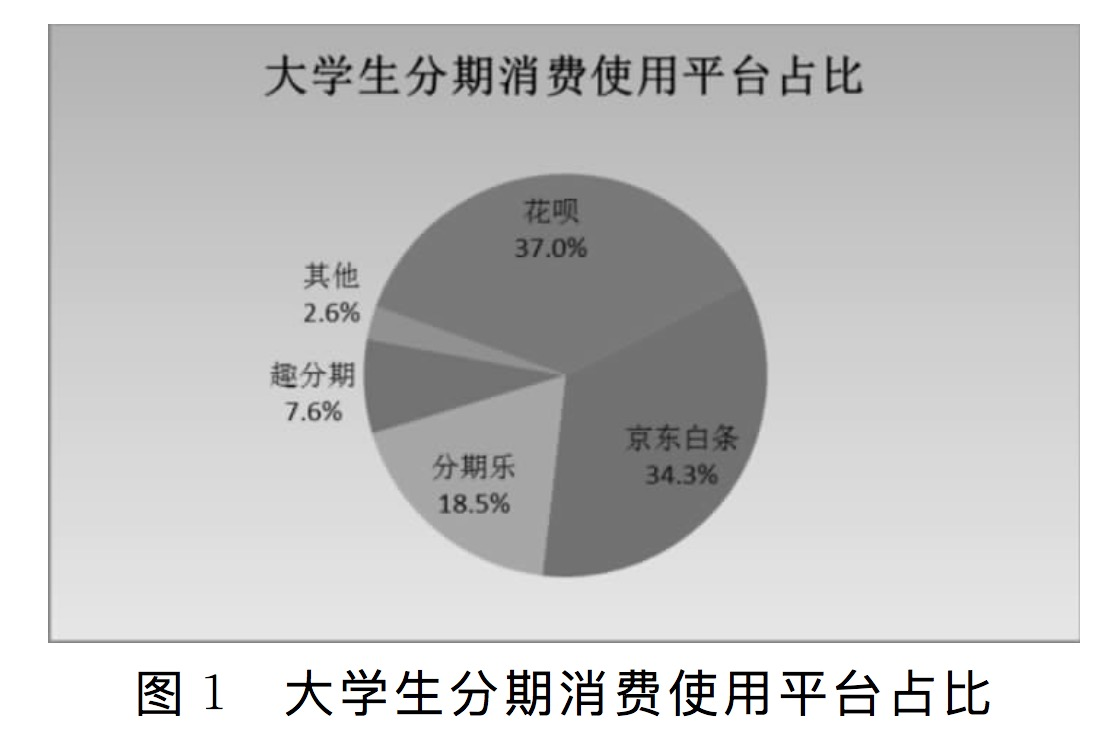 大学生分期消费使用平台占比
花呗
37.0%
其他
2.6%
趣分期
7.6%
京东白条
34.3%
分期乐
18.5%
图 1 大学生分期消费使用平台占比